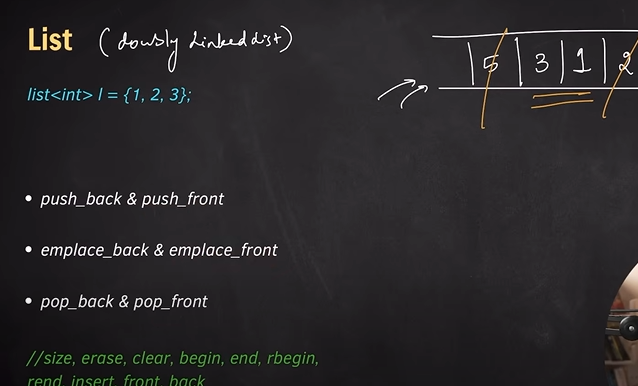 List (doubly Linked List)
5 3 1 2
list<int> l = {1, 2, 3};
• push_back & push_front
• emplace_back & emplace_front
• pop_back & pop_front
//size, erase, clear, begin, end, rbegin,
rend, insert, front, back